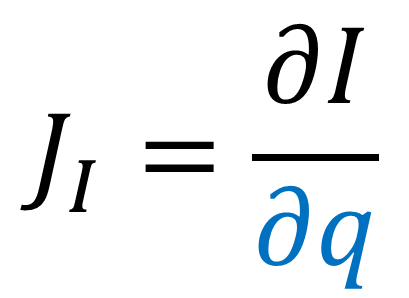 J_I = ∂I/∂q